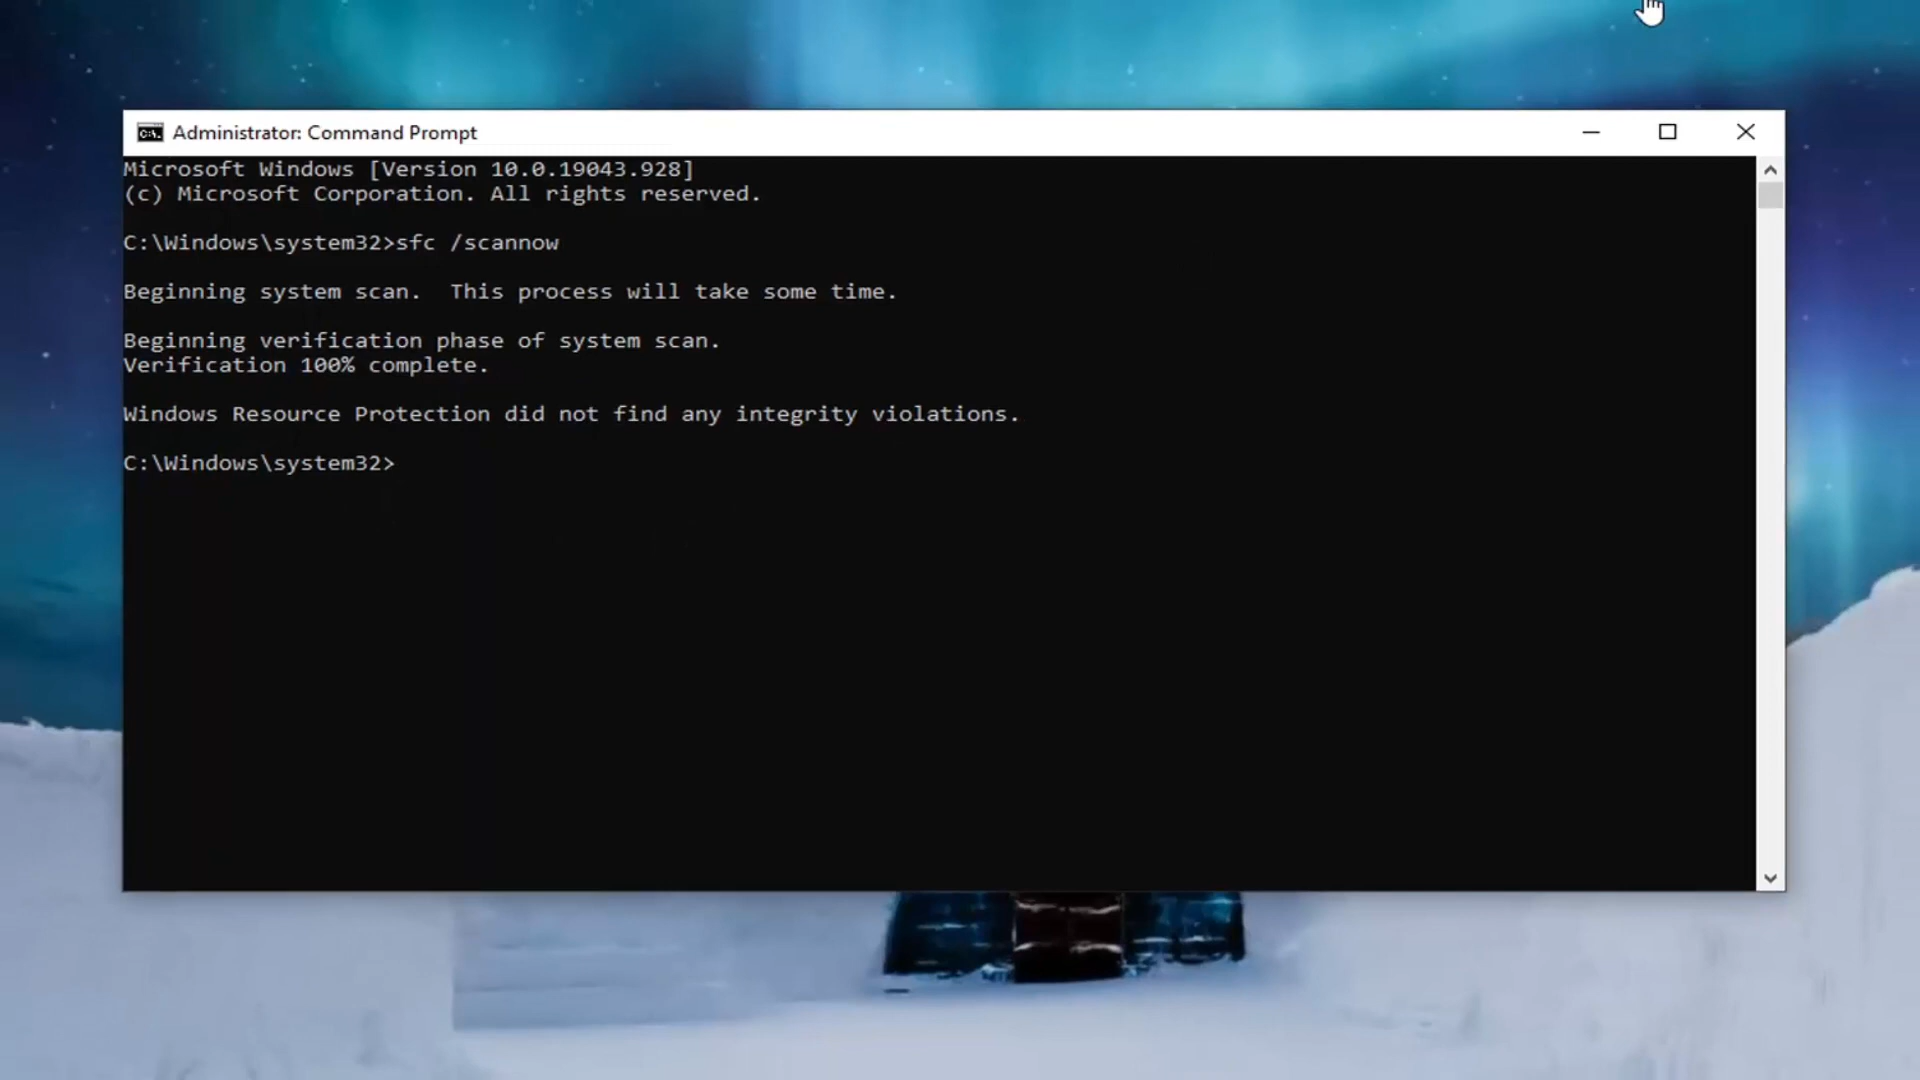 Administrator: Command Prompt
Microsoft Windows [Version 10.0.19043.928]
(c) Microsoft Corporation. All rights reserved.
C:\Windows\system32>sfc /scannow
Beginning system scan.  This process will take some time.
Beginning verification phase of system scan.
Verification 100% complete.
Windows Resource Protection did not find any integrity violations.
C:\Windows\system32>